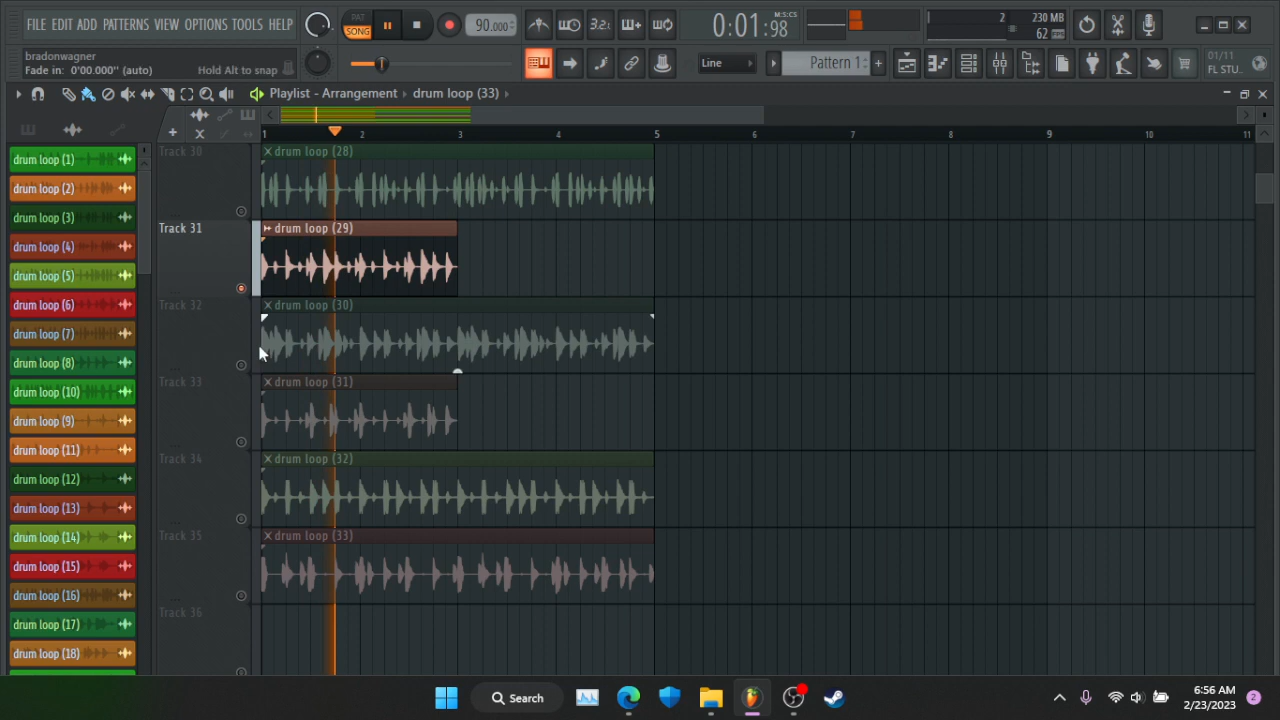 FILE EDIT ADD PATTERNS VIEW OPTIONS TOOLS HELP
PAT
SONG
90.000
3.2.
0:01:98
M:S:CS
2
230 MB
62
bradonwagner
Fade in: 0'00.000" (auto)
Hold Alt to snap
Line
Pattern 1
01/11
FL STU..
Playlist - Arrangement
drum loop (33)
1 2 3 4 5 6 7 8 9 10 11
drum loop (1)
drum loop (2)
drum loop (3)
drum loop (4)
drum loop (5)
drum loop (6)
drum loop (7)
drum loop (8)
drum loop (10)
drum loop (9)
drum loop (11)
drum loop (12)
drum loop (13)
drum loop (14)
drum loop (15)
drum loop (16)
drum loop (17)
drum loop (18)
Track 30
drum loop (28)
Track 31
drum loop (29)
Track 32
drum loop (30)
Track 33
drum loop (31)
Track 34
drum loop (32)
Track 35
drum loop (33)
Track 36
Search
6:56 AM
2/23/2023
2